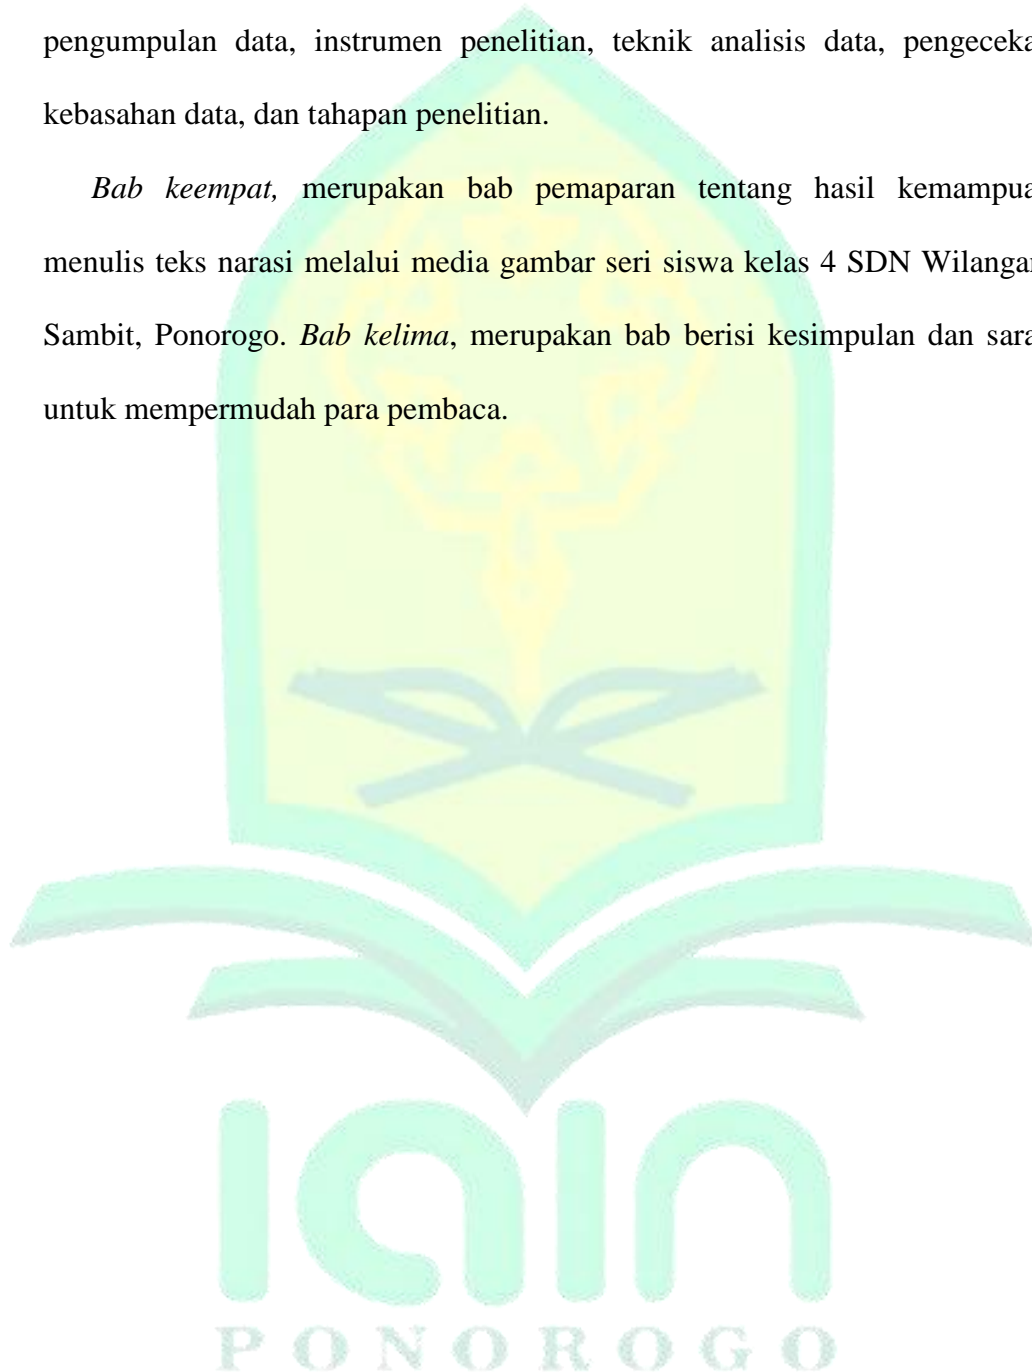 pengumpulan data, instrumen penelitian, teknik analisis data, pengeceka
kebasahan data, dan tahapan penelitian.
Bab keempat, merupakan bab pemaparan tentang hasil kemampua
menulis teks narasi melalui media gambar seri siswa kelas 4 SDN Wilangan
Sambit, Ponorogo. Bab kelima, merupakan bab berisi kesimpulan dan sara
untuk mempermudah para pembaca.
iain
PONOROGO